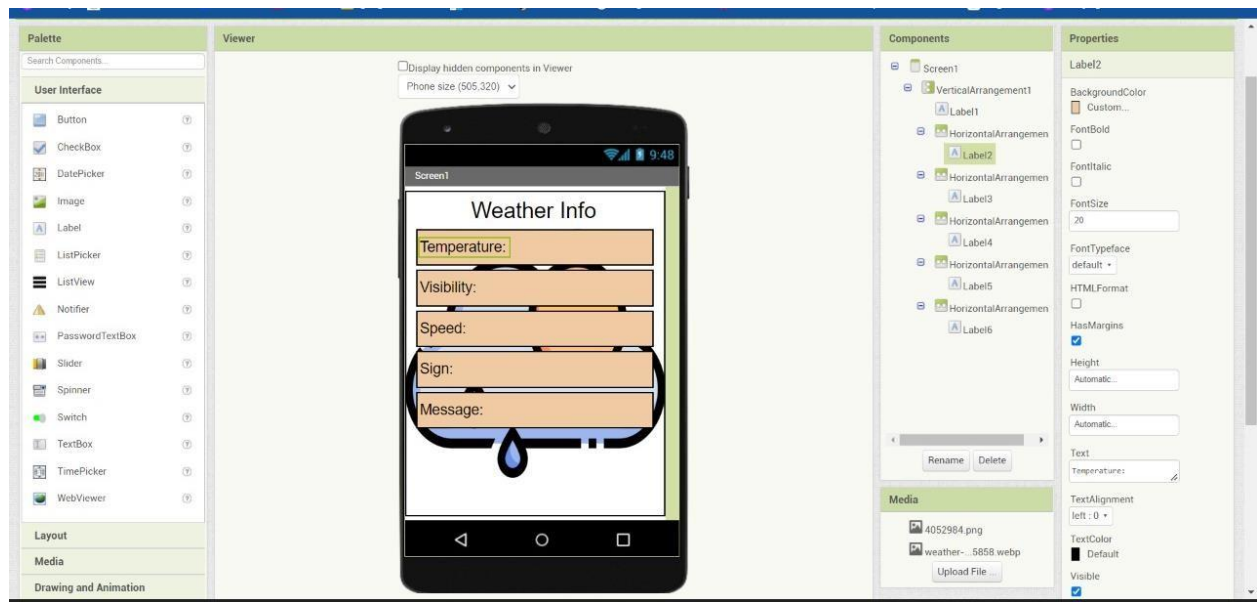 Palette
Search Components...
User Interface
Button
CheckBox
DatePicker
Image
Label
ListPicker
ListView
Notifier
PasswordTextBox
Slider
Spinner
Switch
TextBox
TimePicker
WebViewer
Layout
Media
Drawing and Animation
Viewer
Display hidden components in Viewer
Phone size (505,320)
9:48
Screen1
Weather Info
Temperature:
Visibility:
Speed:
Sign:
Message:
Components
Screen1
VerticalArrangement1
Label1
HorizontalArrangemen
Label2
HorizontalArrangemen
Label3
HorizontalArrangemen
Label4
HorizontalArrangemen
Label5
HorizontalArrangemen
Label6
Rename Delete
Media
4052984.png
weather-...5858.webp
Upload File ...
Properties
Label2
BackgroundColor
Custom...
FontBold
FontItalic
FontSize
20
FontTypeface
default
HTMLFormat
HasMargins
Height
Automatic...
Width
Automatic...
Text
Temperature:
TextAlignment
left : 0
TextColor
Default
Visible